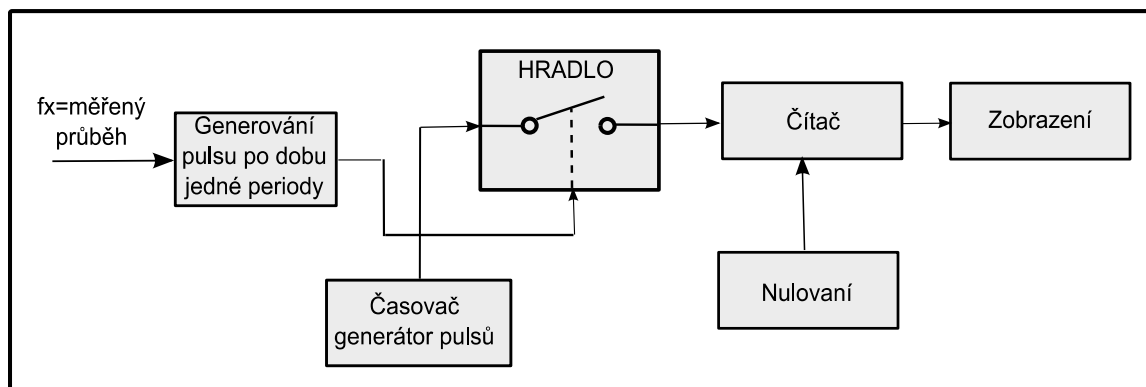 HRADLO
fx=měřený
průběh
Generování
pulsu po dobu
jedné periody
Čítač
Zobrazení
Časovač
generátor pulsů
Nulovaní